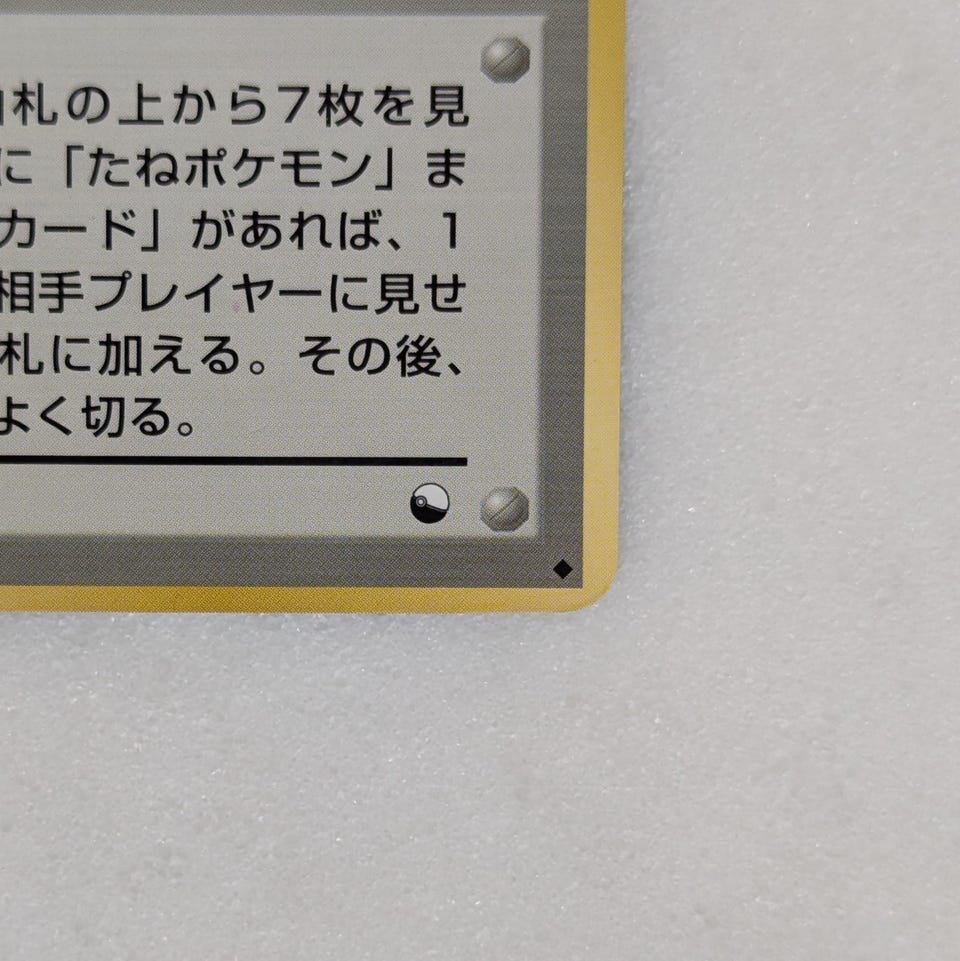 札の上から7枚を見
に「たねポケモン」ま
カード」があれば、1
相手プレイヤーに見せ
札に加える。その後、
よく切る。